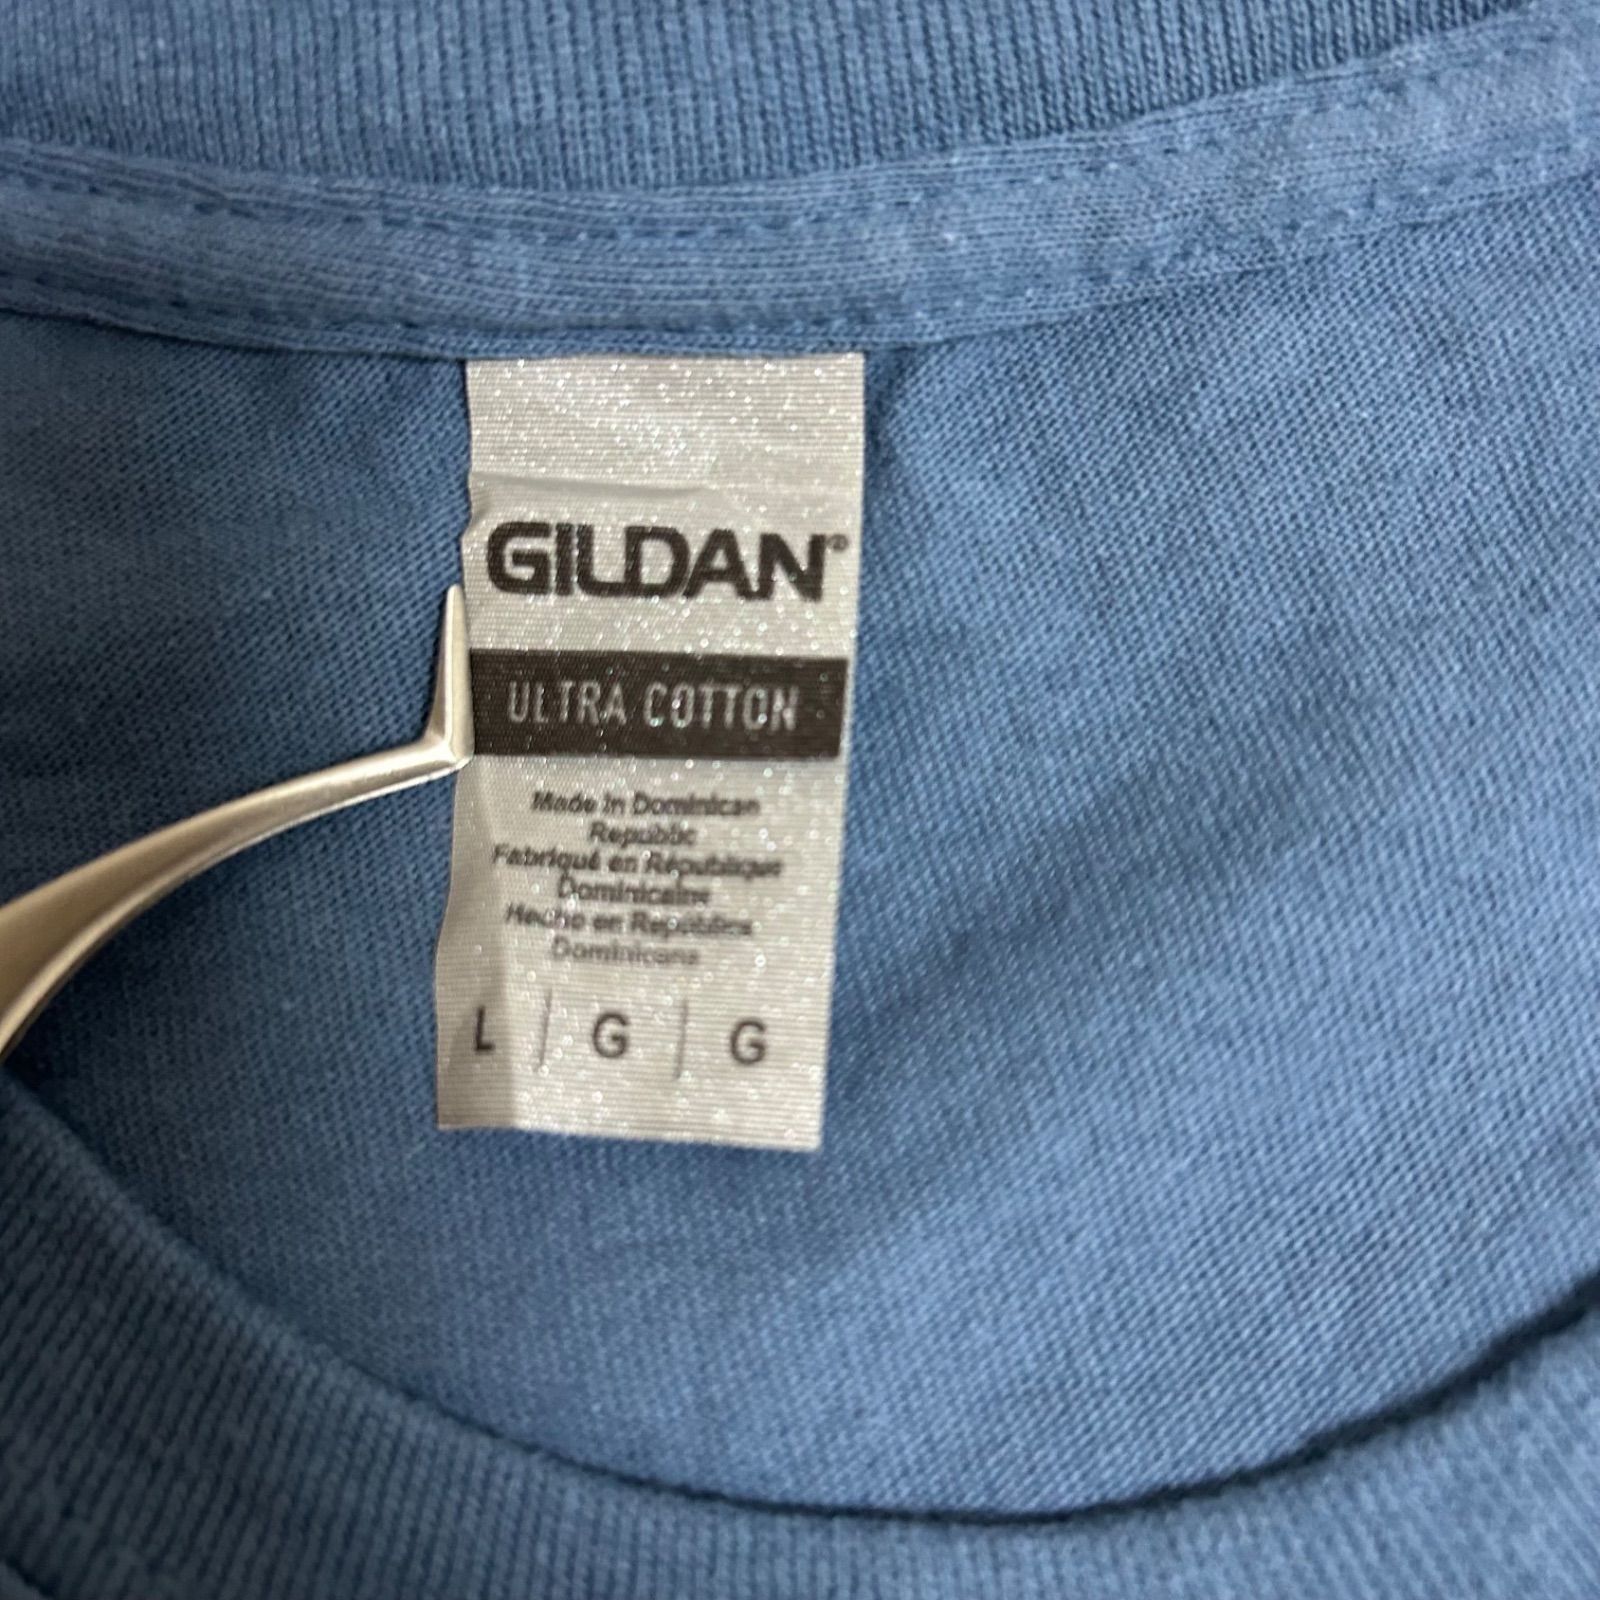 GILDAN®
ULTRA COTTON
Made in Dominican
Republic
Fabriqué en République
Dominicaine
Hecho en República
Dominicana
L | G | G